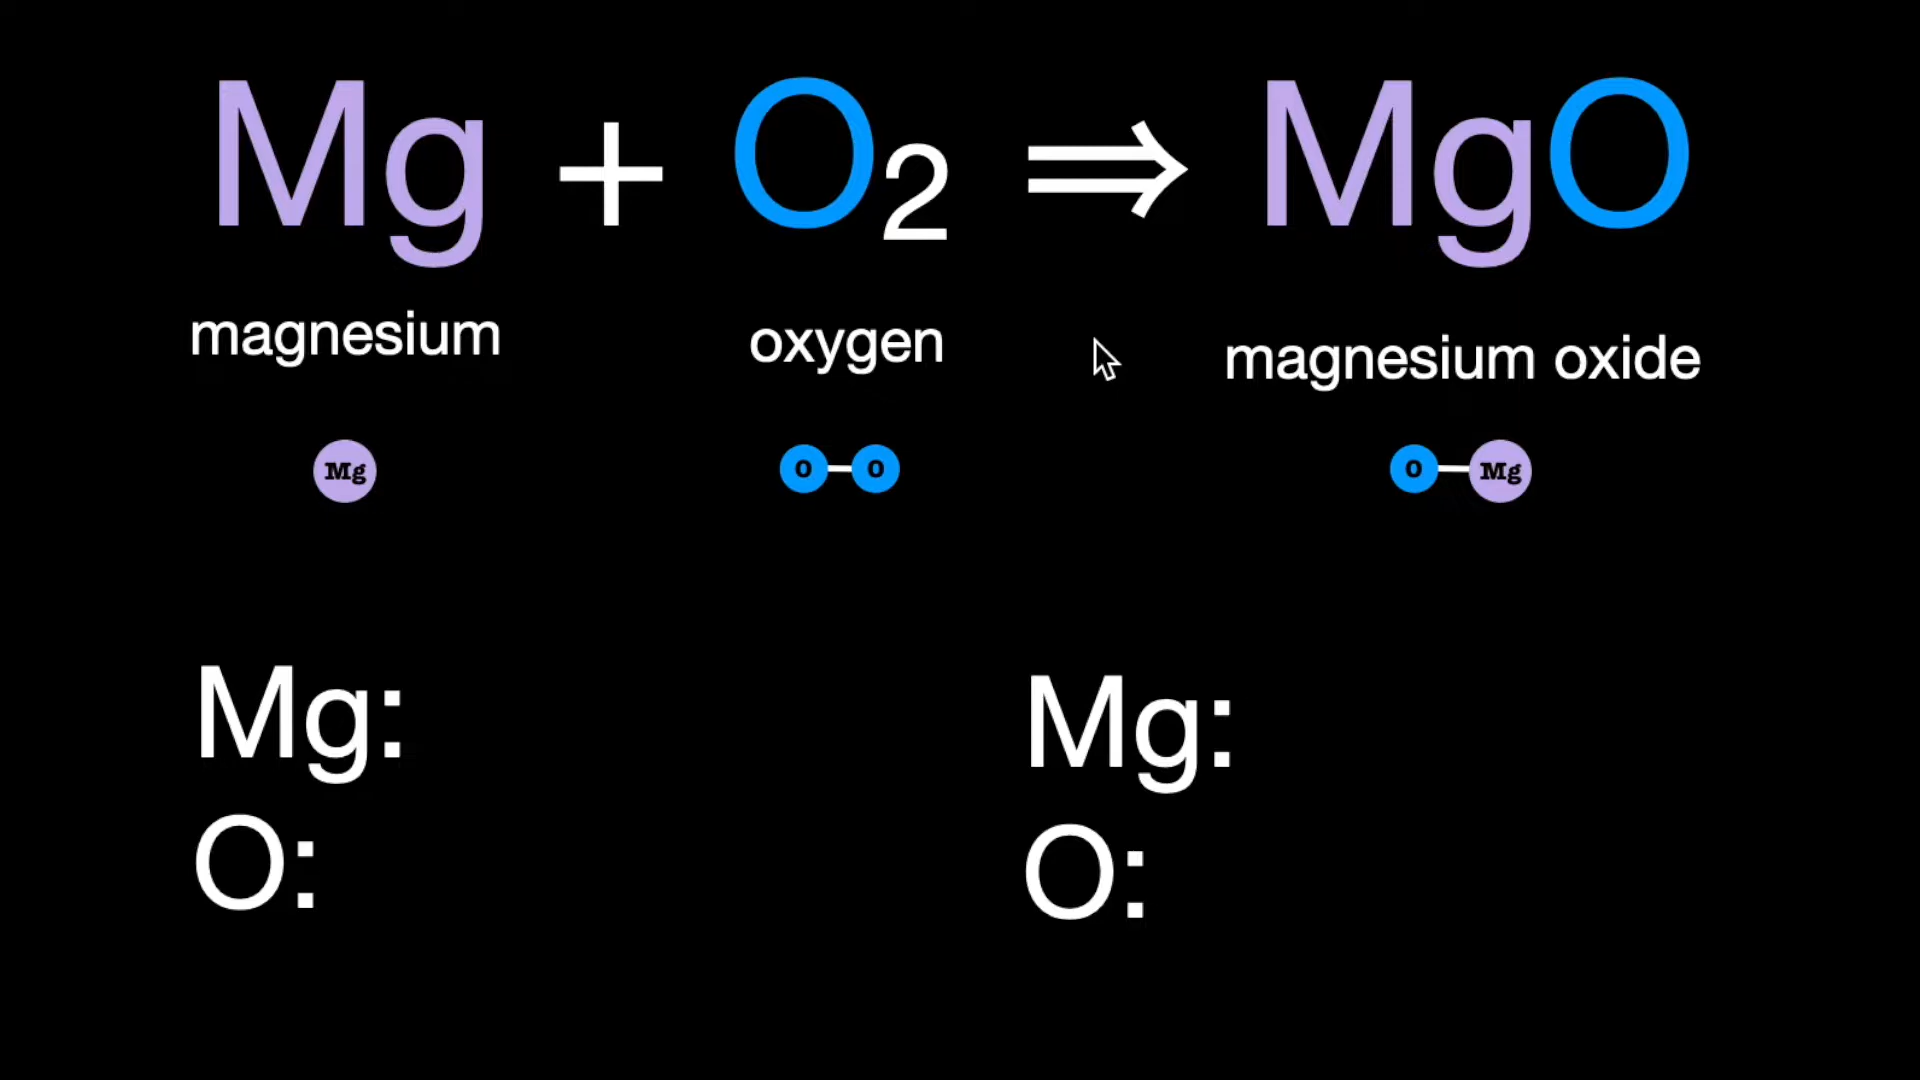 Mg + O₂ ⇒ MgO
magnesium oxygen magnesium oxide
Mg O O O Mg
Mg: Mg:
O: O: